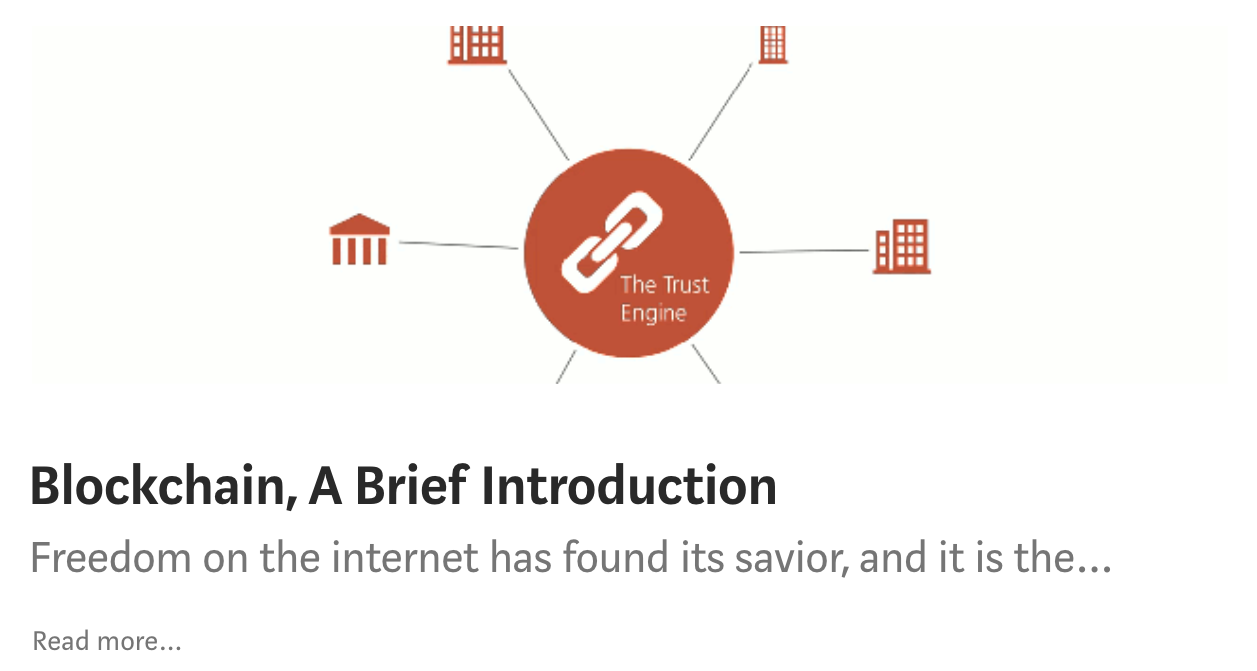 The Trust
Engine
Blockchain, A Brief Introduction
Freedom on the internet has found its savior, and it is the...
Read more...